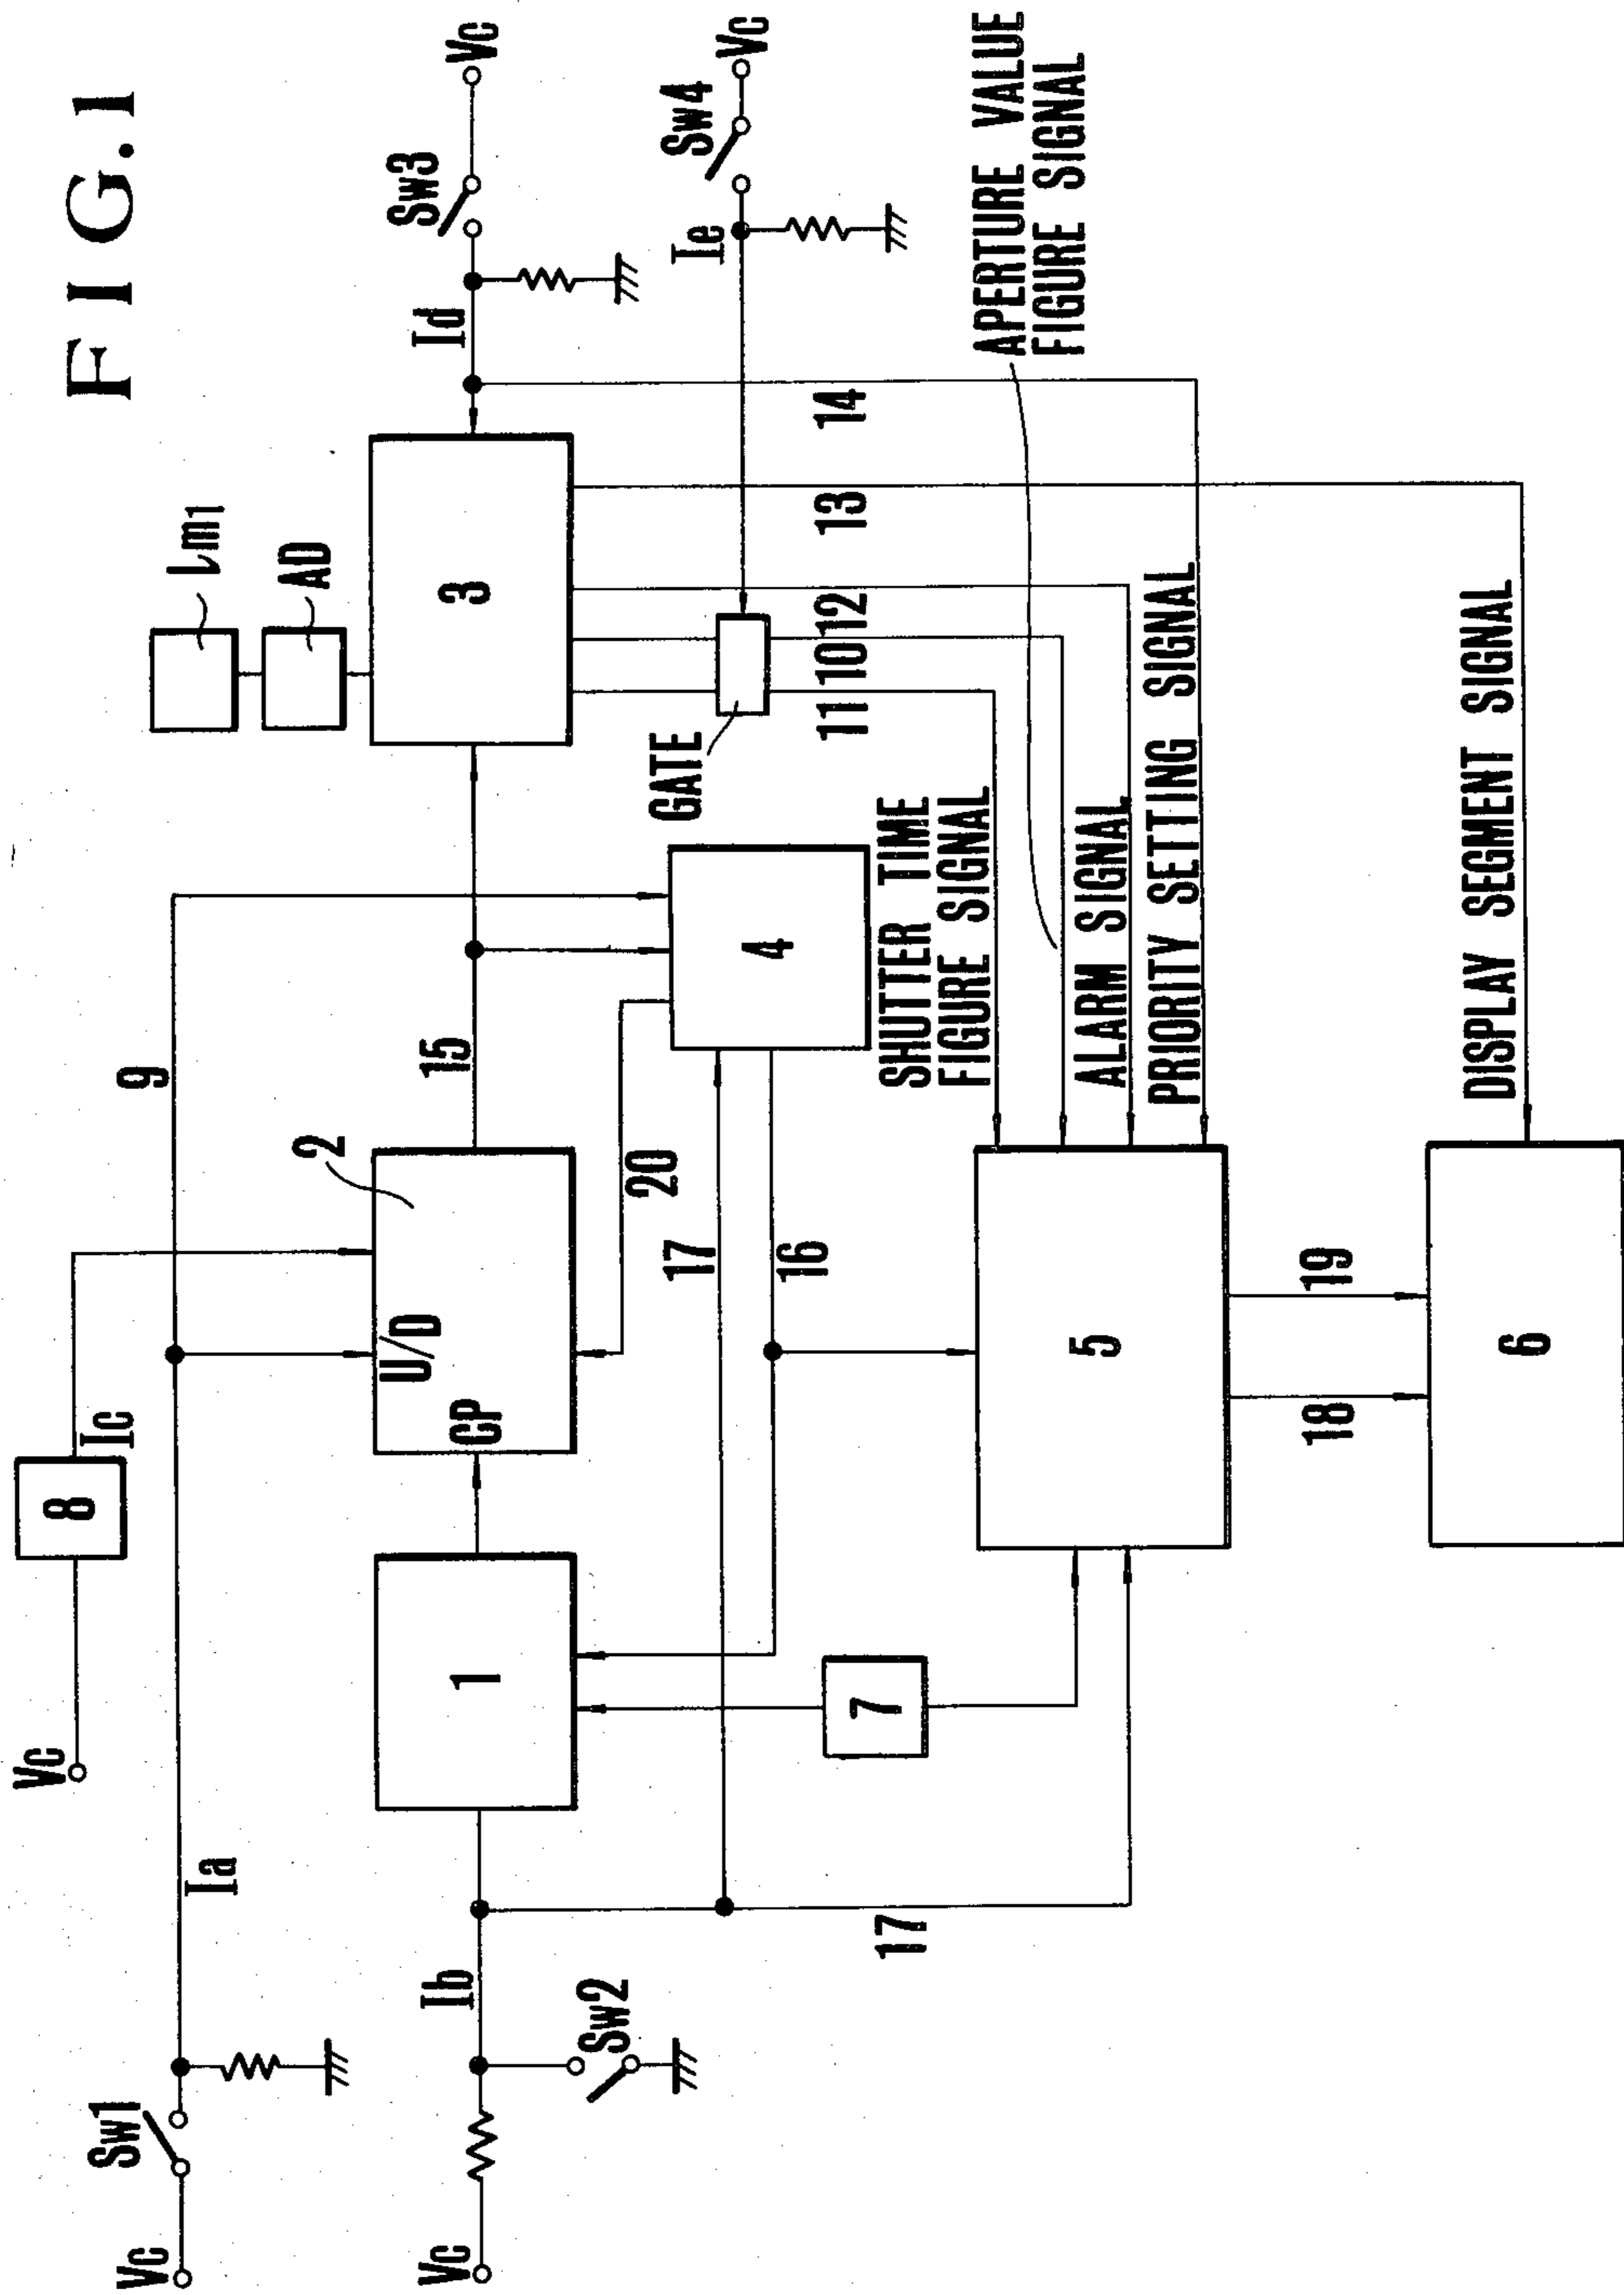 FIG.1
Vc
8
Ic
Lm1
AD
Sw1
Ia
9
Sw3
Vc
Vc
2
U/D
CP
15
3
Id
Vc
Ib
1
Sw4
Vc
Ie
Sw2
17
20
4
GATE
16
11
10
12
13
14
7
17
SHUTTER TIME
FIGURE SIGNAL
APERTURE VALUE
FIGURE SIGNAL
ALARM SIGNAL
PRIORITY SETTING SIGNAL
5
18
19
6
DISPLAY SEGMENT SIGNAL